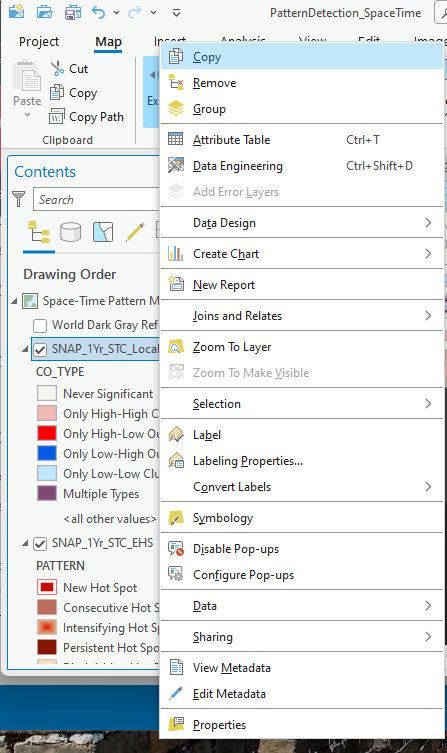 PatternDetection_SpaceTime
Project
Map
Insert
Analysis
View
Edit
Cut
Copy
Copy Path
Paste
Clipboard
Contents
Search
Drawing Order
Space-Time Pattern M
World Dark Gray Ref
SNAP_1Yr_STC_Local
CO_TYPE
Never Significant
Only High-High C
Only High-Low Ou
Only Low-High Ou
Only Low-Low Clu
Multiple Types
<all other values>
SNAP_1Yr_STC_EHS
PATTERN
New Hot Spot
Consecutive Hot S
Intensifying Hot Sp
Persistent Hot Spo
Copy
Remove
Group
Attribute Table Ctrl+T
Data Engineering Ctrl+Shift+D
Add Error Layers
Data Design
Create Chart
New Report
Joins and Relates
Zoom To Layer
Zoom To Make Visible
Selection
Label
Labeling Properties...
Convert Labels
Symbology
Disable Pop-ups
Configure Pop-ups
Data
Sharing
View Metadata
Edit Metadata
Properties